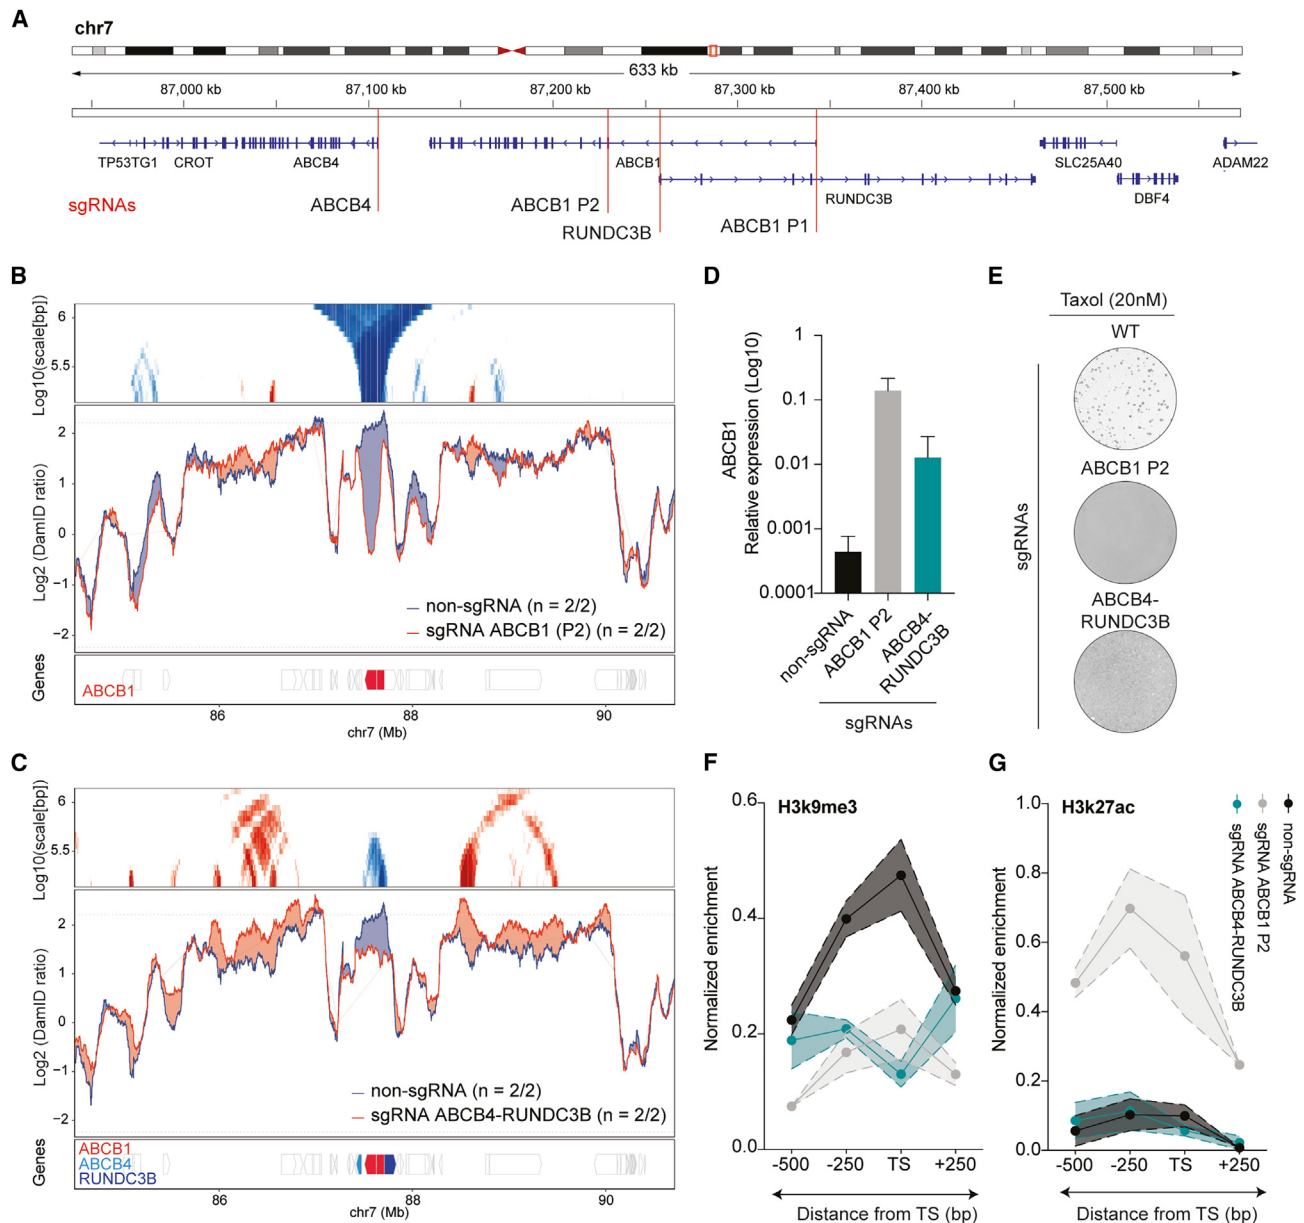 A
chr7
633 kb
87,000 kb 87,100 kb 87,200 kb 87,300 kb 87,400 kb 87,500 kb
TP53TG1 CROT ABCB4 ABCB1 SLC25A40 ADAM22
RUNDC3B DBF4
sgRNAs ABCB4 ABCB1 P2
RUNDC3B ABCB1 P1
B
Log10(scale[bp])
6
5.5
Log2 (DamID ratio)
2
1
0
−1
−2
non-sgRNA (n = 2/2)
sgRNA ABCB1 (P2) (n = 2/2)
Genes
ABCB1
86 88 90
chr7 (Mb)
C
Log10(scale[bp])
6
5.5
Log2 (DamID ratio)
2
1
0
−1
−2
non-sgRNA (n = 2/2)
sgRNA ABCB4-RUNDC3B (n = 2/2)
Genes
ABCB1
ABCB4
RUNDC3B
86 88 90
chr7 (Mb)
D
ABCB1
Relative expression (Log10)
1
0.1
0.01
0.001
0.0001
non-sgRNA
ABCB1 P2
ABCB4-
RUNDC3B
sgRNAs
E
Taxol (20nM)
WT
sgRNAs
ABCB1 P2
ABCB4-
RUNDC3B
F
H3k9me3
Normalized enrichment
0.6
0.4
0.2
0.0
-500 -250 TS +250
Distance from TS (bp)
G
H3k27ac
Normalized enrichment
1.0
0.8
0.6
0.4
0.2
0.0
-500 -250 TS +250
Distance from TS (bp)
non-sgRNA
sgRNA ABCB1 P2
sgRNA ABCB4-RUNDC3B